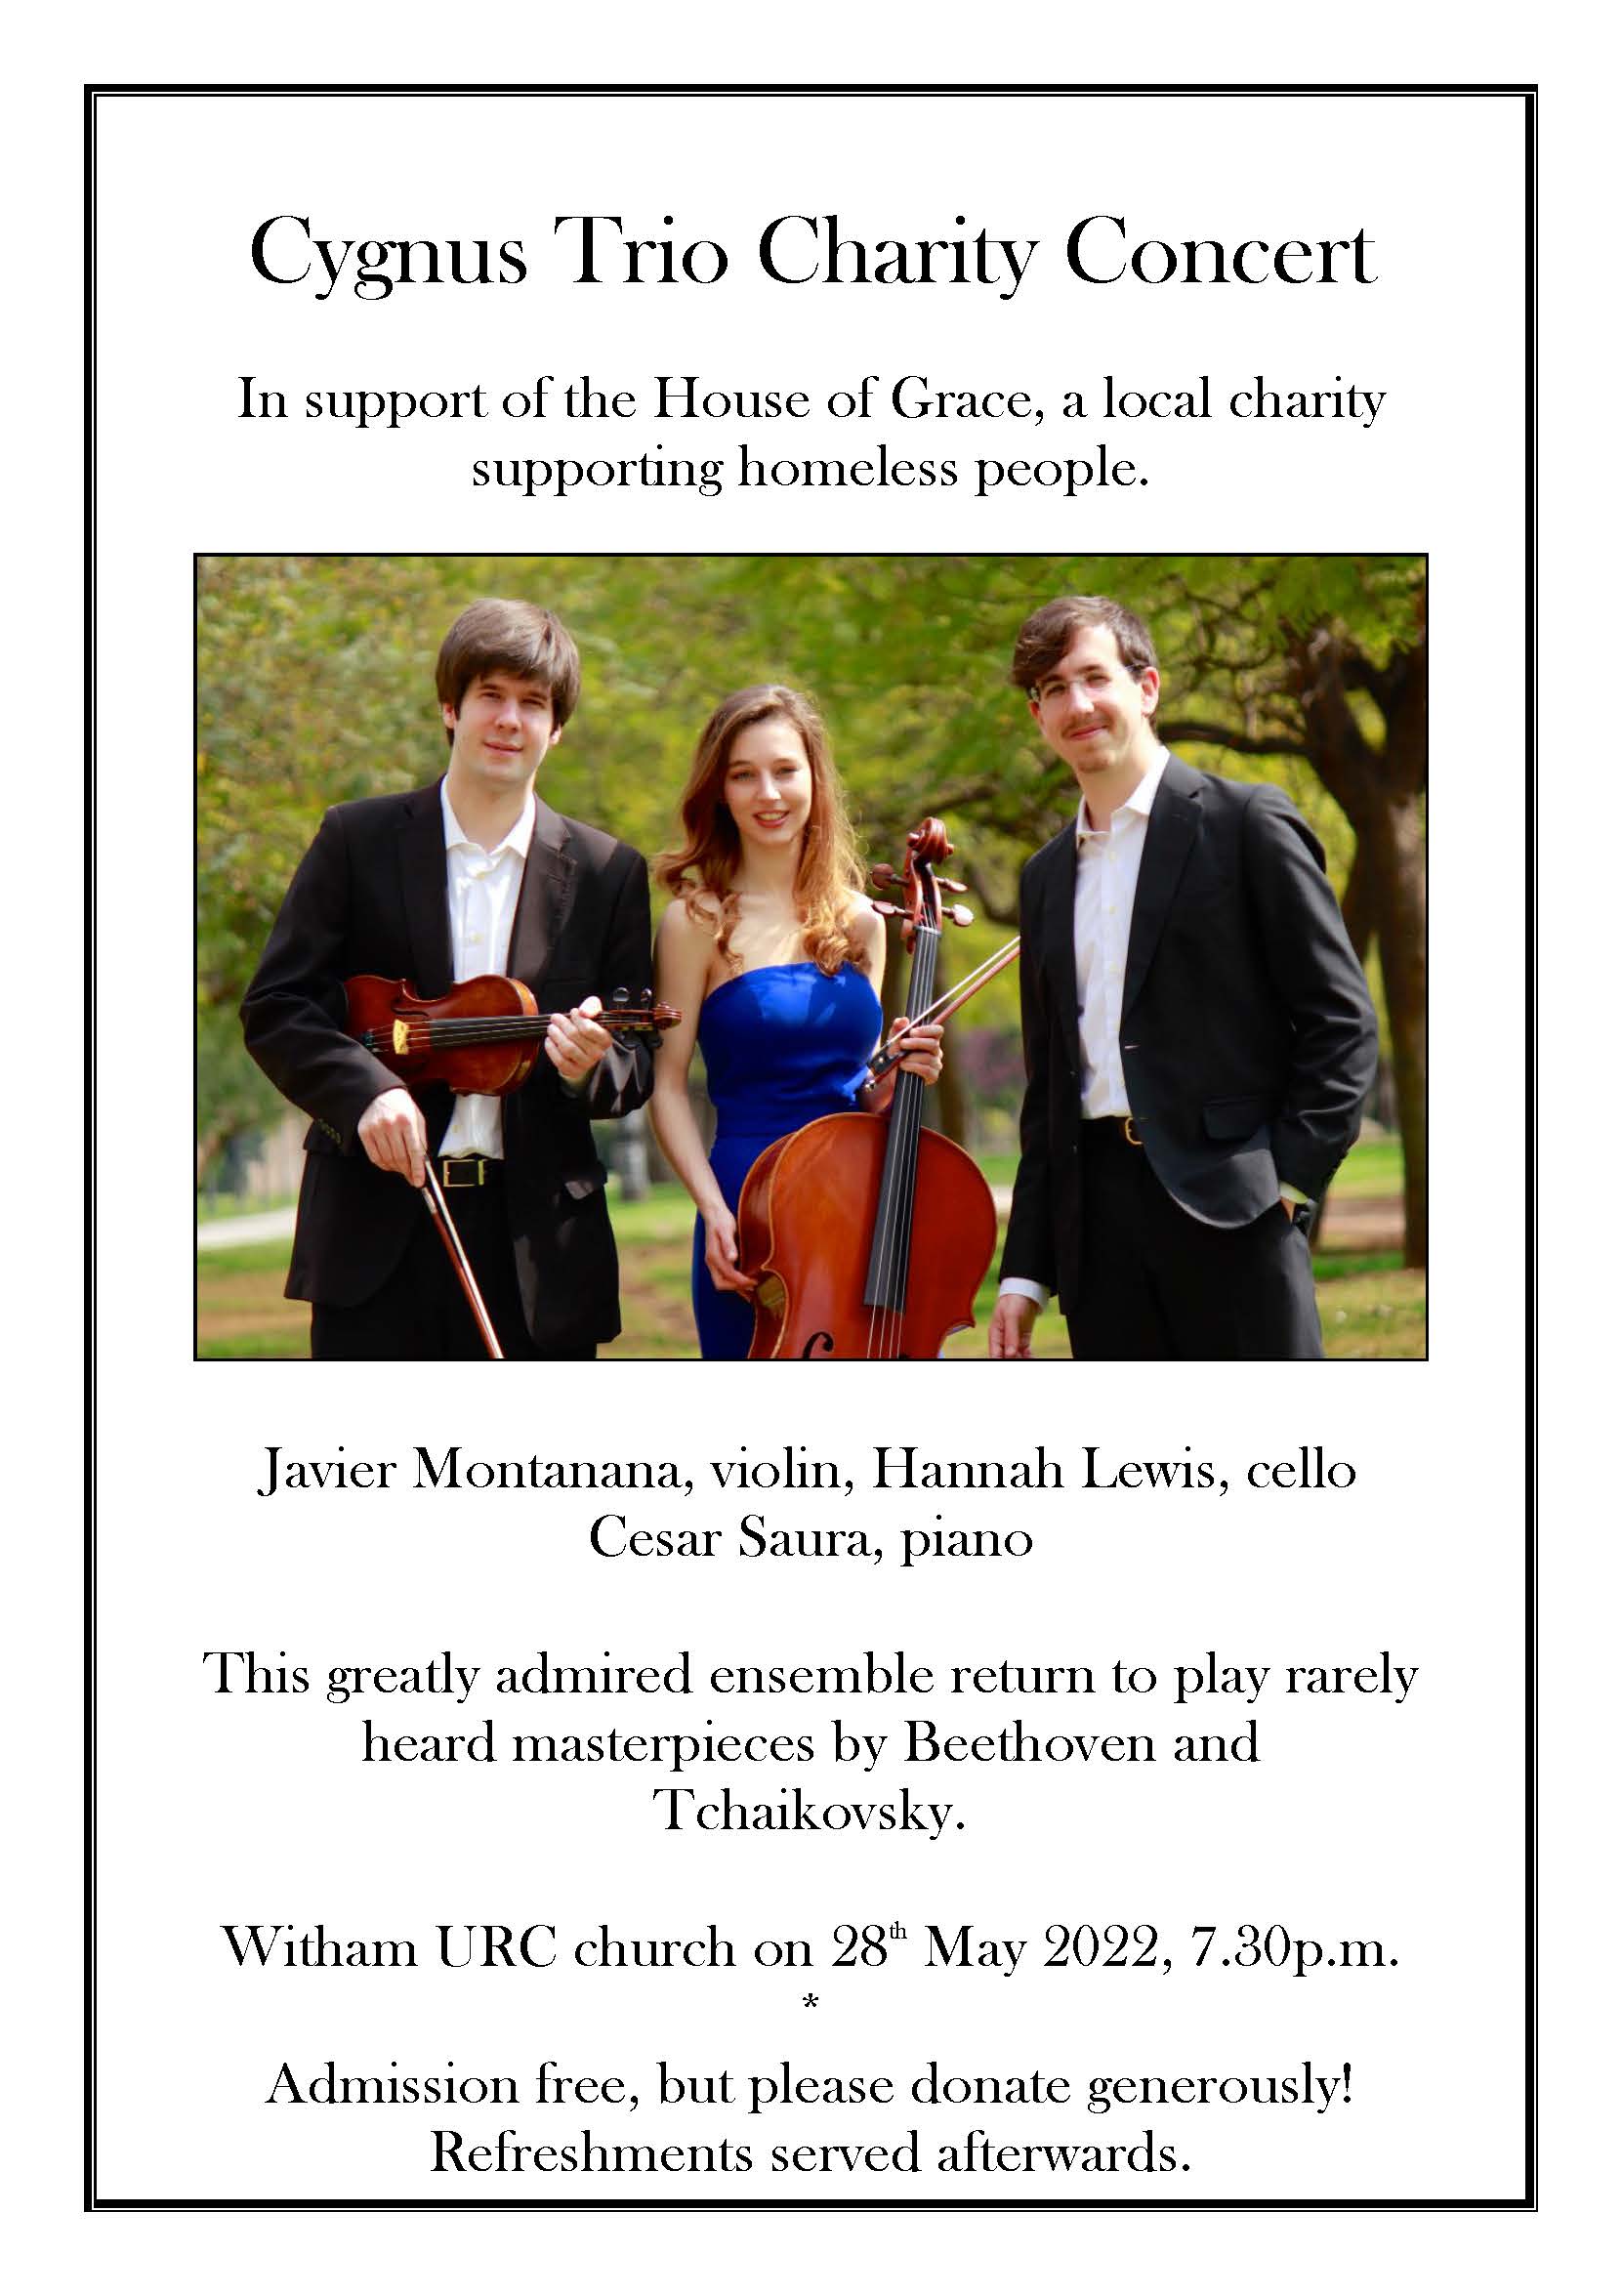 Cygnus Trio Charity Concert
In support of the House of Grace, a local charity
supporting homeless people.
Javier Montanana, violin, Hannah Lewis, cello
Cesar Saura, piano
This greatly admired ensemble return to play rarely
heard masterpieces by Beethoven and
Tchaikovsky.
Witham URC church on 28th May 2022, 7.30p.m.
*
Admission free, but please donate generously!
Refreshments served afterwards.